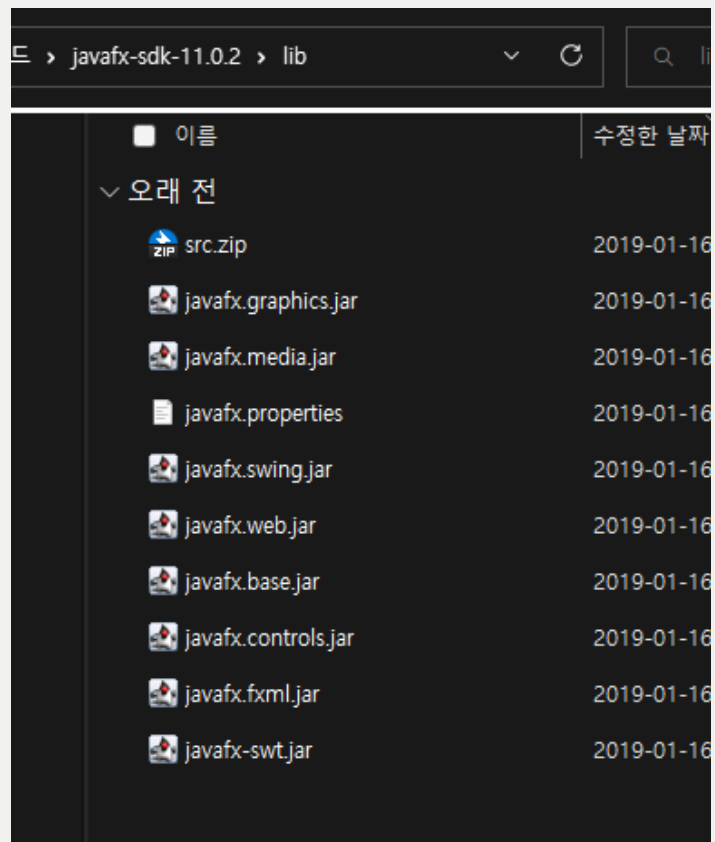 드 > javafx-sdk-11.0.2 > lib li
이름 수정한 날짜
오래 전
src.zip 2019-01-16
javafx.graphics.jar 2019-01-16
javafx.media.jar 2019-01-16
javafx.properties 2019-01-16
javafx.swing.jar 2019-01-16
javafx.web.jar 2019-01-16
javafx.base.jar 2019-01-16
javafx.controls.jar 2019-01-16
javafx.fxml.jar 2019-01-16
javafx-swt.jar 2019-01-16